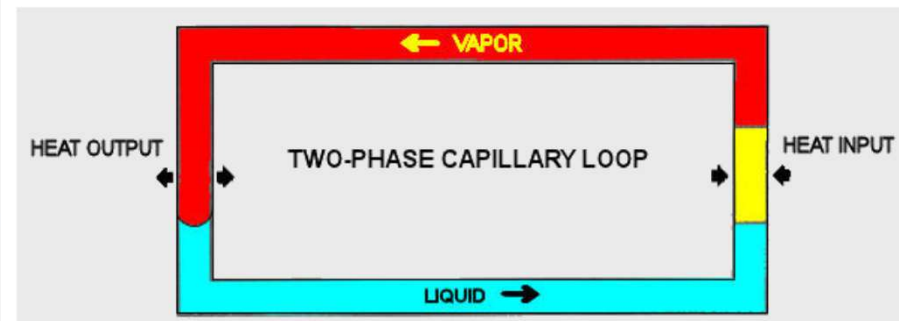 VAPOR
HEAT OUTPUT
TWO-PHASE CAPILLARY LOOP
HEAT INPUT
LIQUID